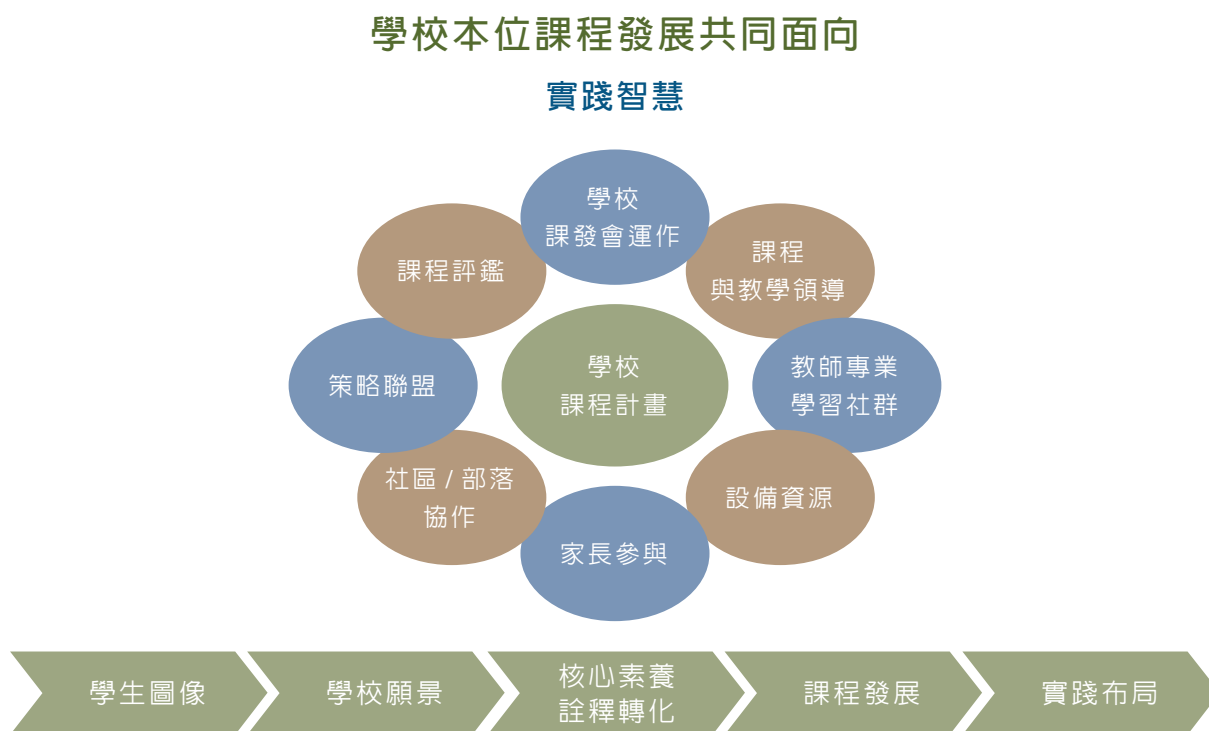 學校本位課程發展共同面向
實踐智慧
學校
課發會運作
課程
與教學領導
教師專業
學習社群
設備資源
家長參與
社區 / 部落
協作
策略聯盟
課程評鑑
學校
課程計畫
學生圖像
學校願景
核心素養
詮釋轉化
課程發展
實踐布局